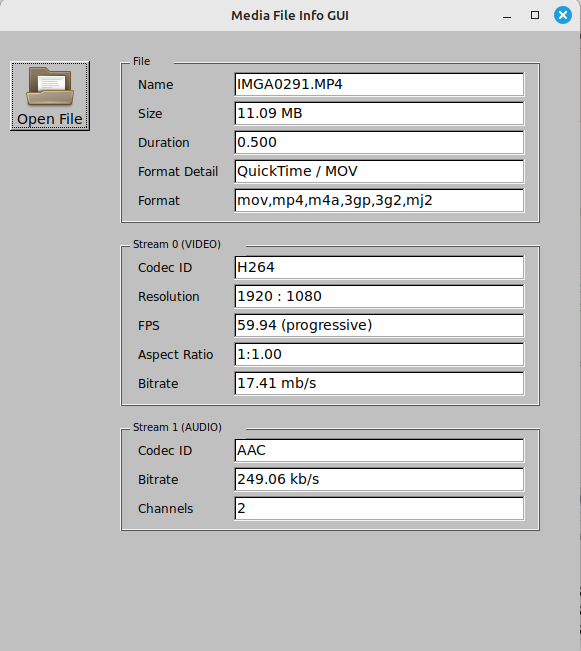 Media File Info GUI
Open File
File
Name IMGA0291.MP4
Size 11.09 MB
Duration 0.500
Format Detail QuickTime / MOV
Format mov,mp4,m4a,3gp,3g2,mj2
Stream 0 (VIDEO)
Codec ID H264
Resolution 1920 : 1080
FPS 59.94 (progressive)
Aspect Ratio 1:1.00
Bitrate 17.41 mb/s
Stream 1 (AUDIO)
Codec ID AAC
Bitrate 249.06 kb/s
Channels 2